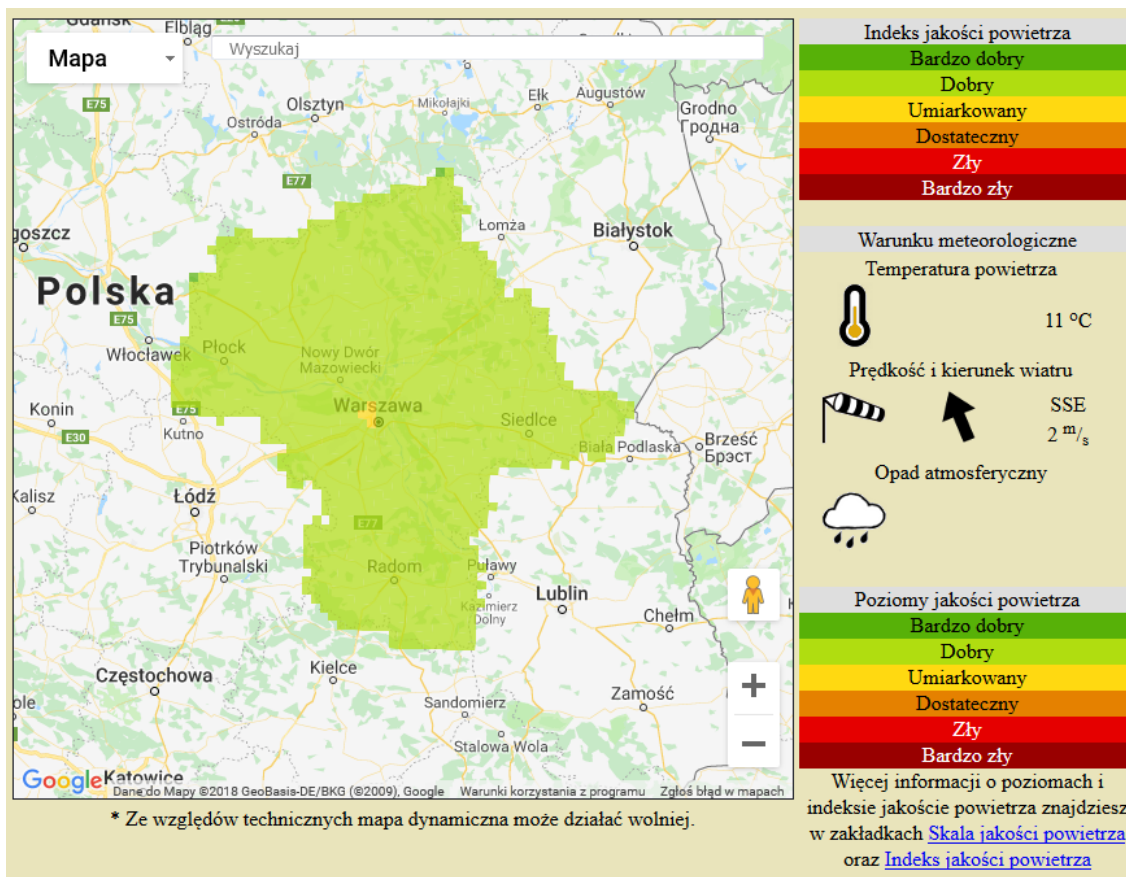 Gdańsk
Elbląg
Mapa
Wyszukaj
E75
Olsztyn
Mikołajki
Ełk
Augustów
Ostróda
Grodno
Гродна
E77
Łomża
Białystok
goszcz
Polska
E75
Włocławek
Płock
Nowy Dwór
Mazowiecki
Konin
E75
Warszawa
Siedlce
E30
Kutno
Biała Podlaska
Brześć
Брэст
Kalisz
Łódź
E77
Piotrków
Trybunalski
Radom
Puławy
Kazimierz
Dolny
Lublin
Chełm
Kielce
Częstochowa
Sandomierz
Zamość
ole
Stalowa Wola
+
−
Google
Katowice
Dane do Mapy ©2018 GeoBasis-DE/BKG (©2009), Google Warunki korzystania z programu Zgłoś błąd w mapach
* Ze względów technicznych mapa dynamiczna może działać wolniej.
Indeks jakości powietrza
Bardzo dobry
Dobry
Umiarkowany
Dostateczny
Zły
Bardzo zły
Warunku meteorologiczne
Temperatura powietrza
11 °C
Prędkość i kierunek wiatru
SSE
2 m/s
Opad atmosferyczny
Poziomy jakości powietrza
Bardzo dobry
Dobry
Umiarkowany
Dostateczny
Zły
Bardzo zły
Więcej informacji o poziomach i
indeksie jakoście powietrza znajdziesz
w zakładkach Skala jakości powietrza
oraz Indeks jakości powietrza